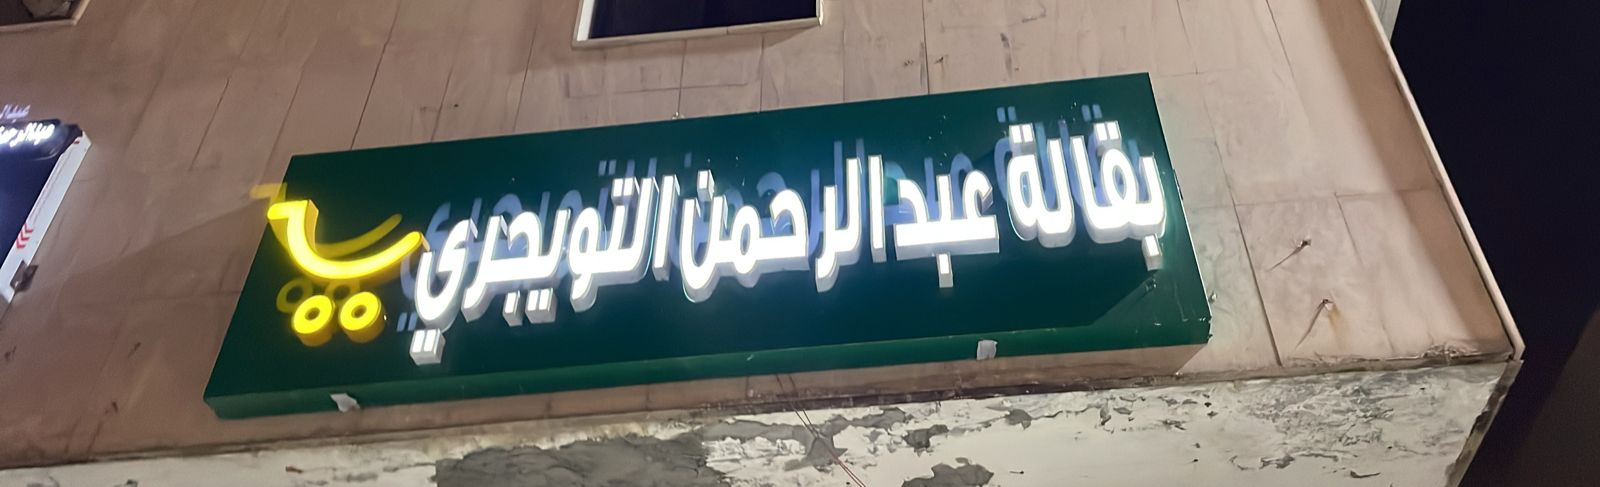 بقالة عبدالرحمن التويجري